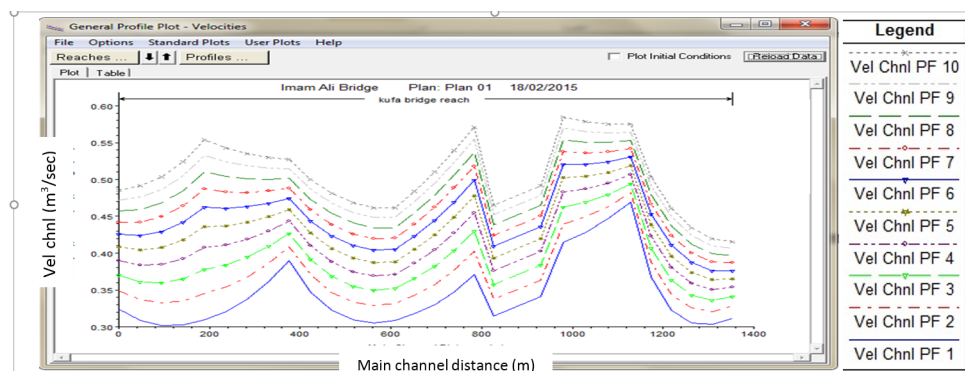 General Profile Plot - Velocities
File Options Standard Plots User Plots Help
Reaches ... Profiles ... Plot Initial Conditions Reload Data
Plot Table
Imam Ali Bridge Plan: Plan 01 18/02/2015
kufa bridge reach
0.60
0.55
0.50
0.45
0.40
0.35
0.30
Vel chnl (m³/sec)
0 200 400 600 800 1000 1200 1400
Main channel distance (m)
Legend
Vel Chnl PF 10
Vel Chnl PF 9
Vel Chnl PF 8
Vel Chnl PF 7
Vel Chnl PF 6
Vel Chnl PF 5
Vel Chnl PF 4
Vel Chnl PF 3
Vel Chnl PF 2
Vel Chnl PF 1